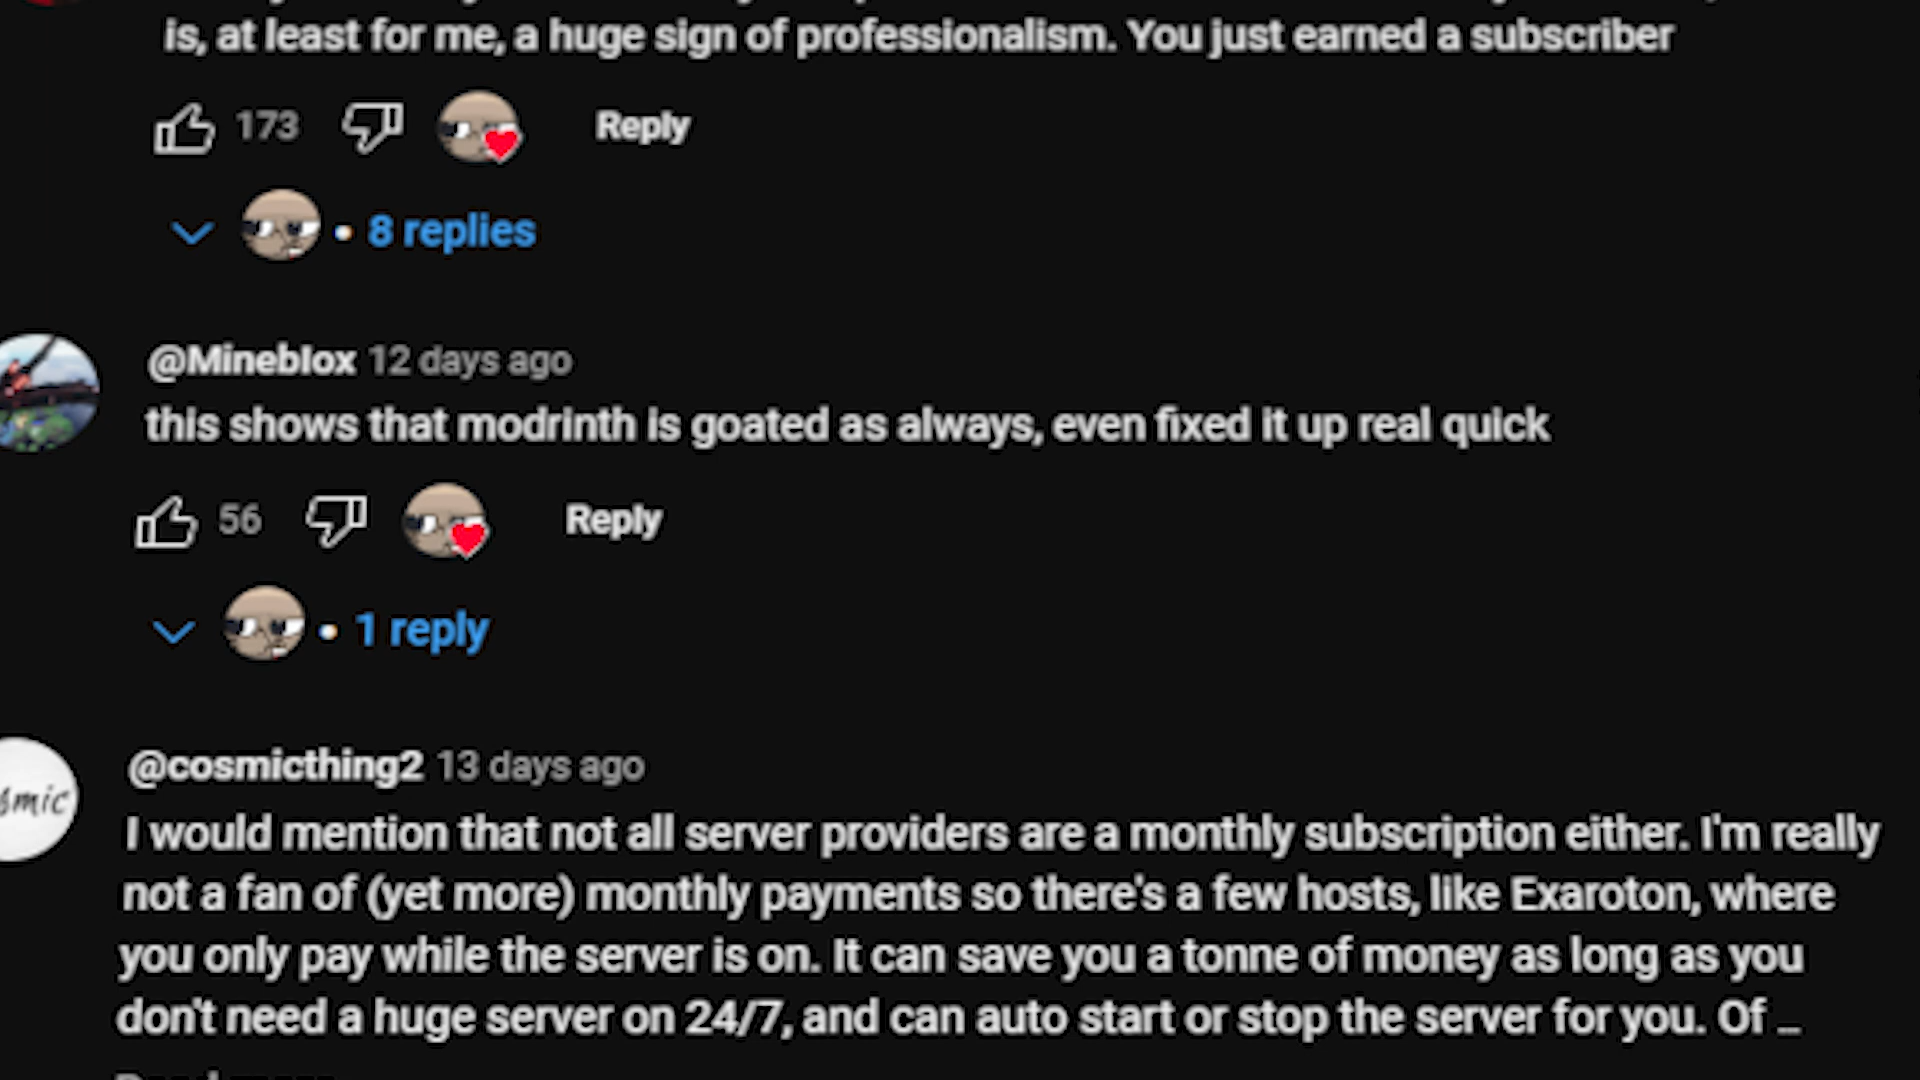 is, at least for me, a huge sign of professionalism. You just earned a subscriber
173 Reply
8 replies
@Mineblox 12 days ago
this shows that modrinth is goated as always, even fixed it up real quick
56 Reply
1 reply
smic
@cosmicthing2 13 days ago
I would mention that not all server providers are a monthly subscription either. I'm really
not a fan of (yet more) monthly payments so there's a few hosts, like Exaroton, where
you only pay while the server is on. It can save you a tonne of money as long as you
don't need a huge server on 24/7, and can auto start or stop the server for you. Of ...